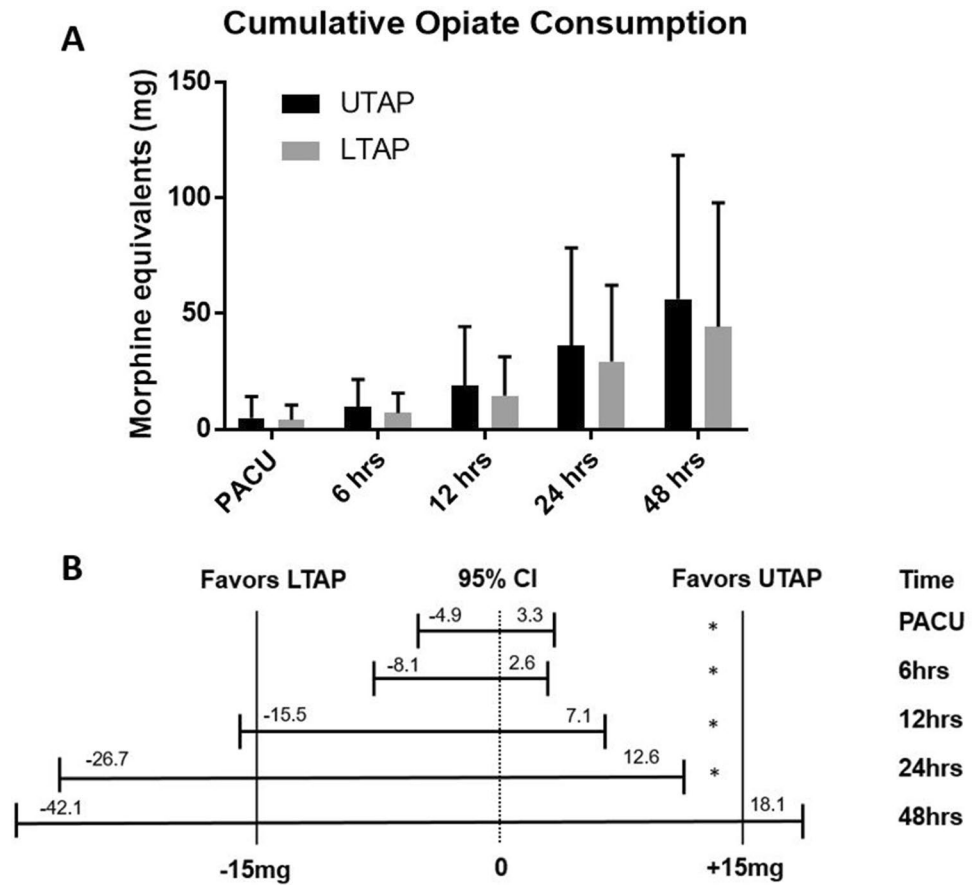 Cumulative Opiate Consumption
A
Morphine equivalents (mg)
150
100
50
0
UTAP
LTAP
PACU
6 hrs
12 hrs
24 hrs
48 hrs
B
Favors LTAP 95% CI Favors UTAP Time
-4.9 3.3 * PACU
-8.1 2.6 * 6hrs
-15.5 7.1 * 12hrs
-26.7 12.6 * 24hrs
-42.1 18.1 48hrs
-15mg 0 +15mg